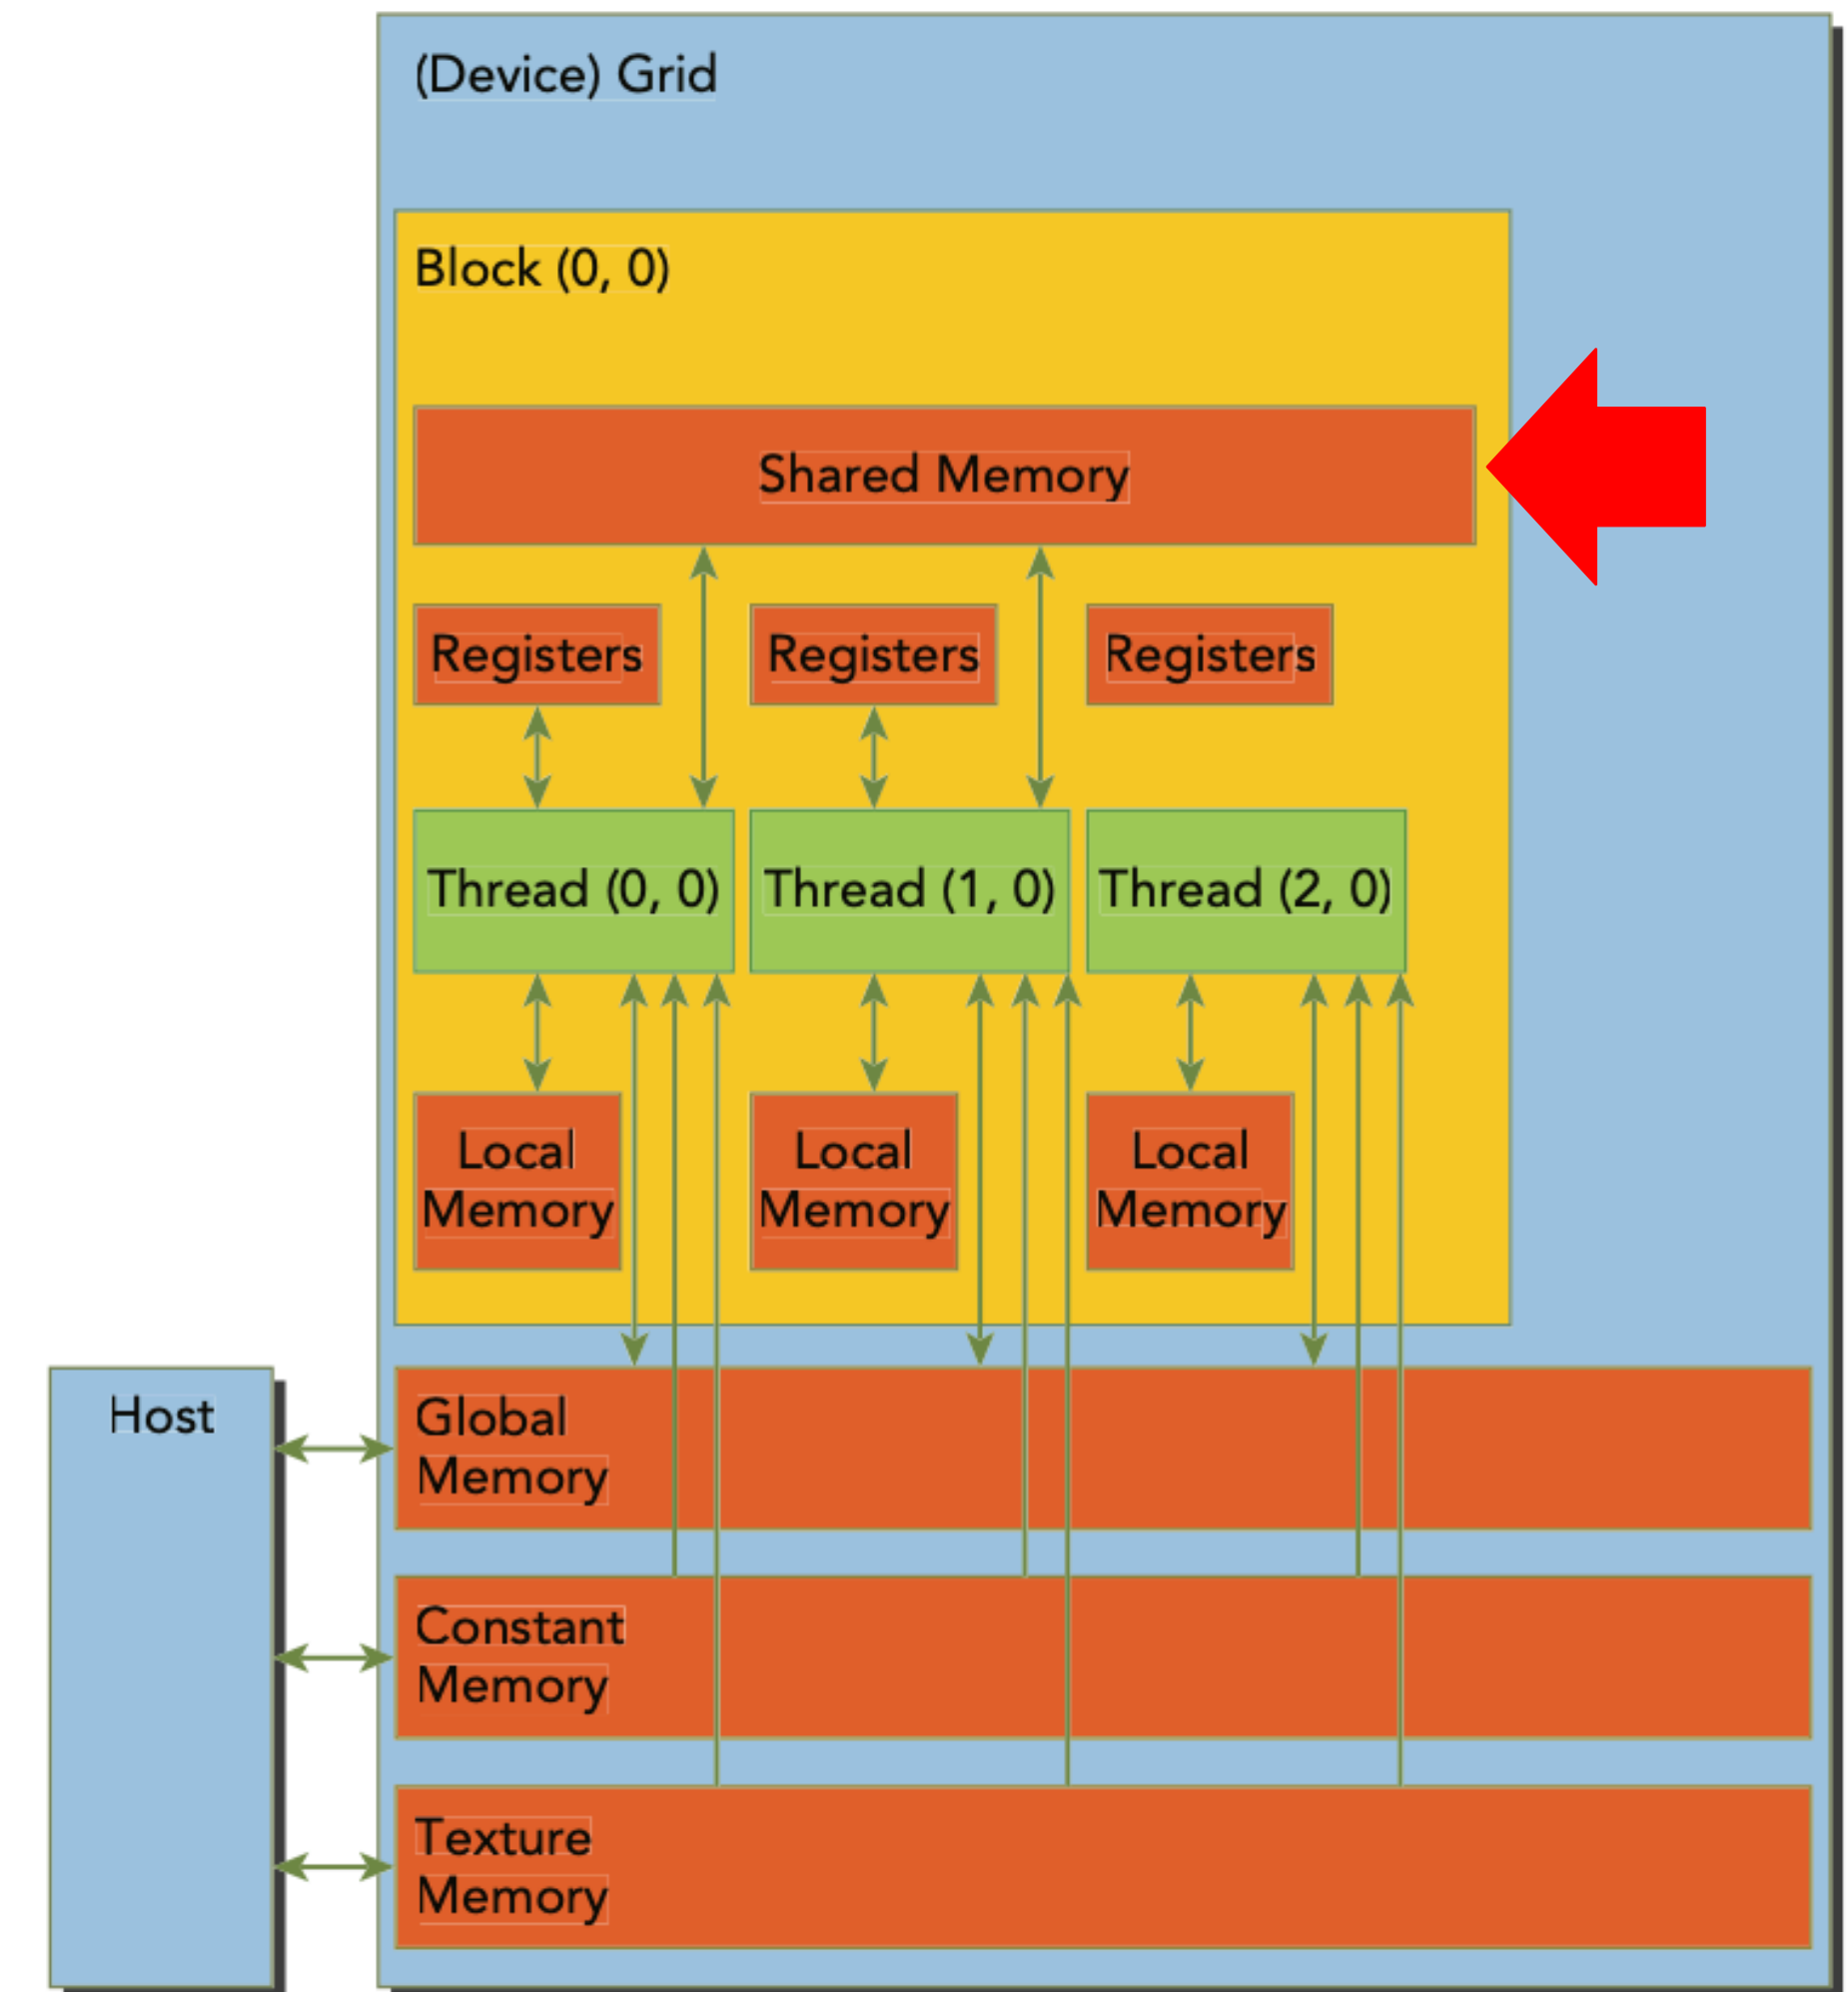 (Device) Grid
Block (0, 0)
Shared Memory
Registers
Registers
Registers
Thread (0, 0)
Thread (1, 0)
Thread (2, 0)
Local
Memory
Local
Memory
Local
Memory
Host
Global
Memory
Constant
Memory
Texture
Memory